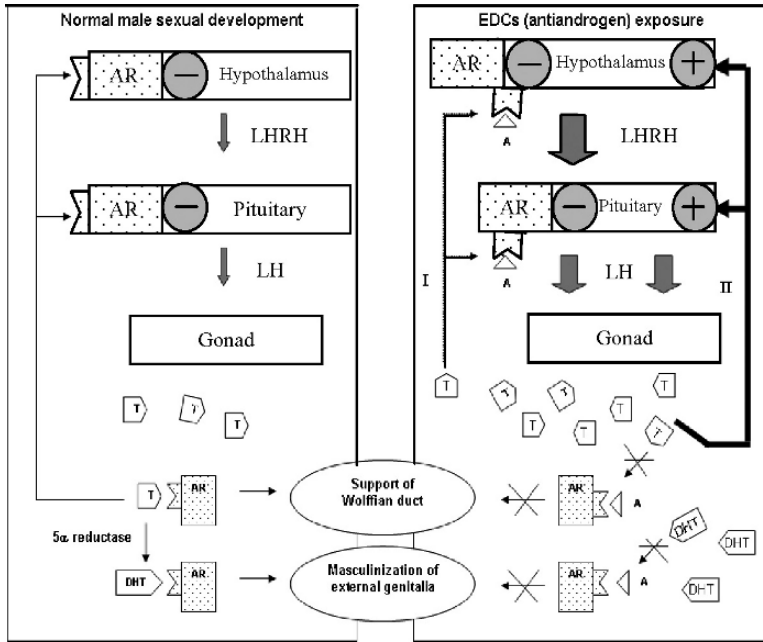 Normal male sexual development
AR
Hypothalamus
LHRH
AR
Pituitary
LH
Gonad
T
T
T
T
AR
5α reductase
DHT
AR
Support of
Wolffian duct
Masculinization of
external genitalia
EDCs (antiandrogen) exposure
AR
Hypothalamus
A
LHRH
AR
Pituitary
A
I
LH
II
Gonad
T
T
T
T
T
T
T
T
AR
A
DHT
DHT
AR
A
DHT